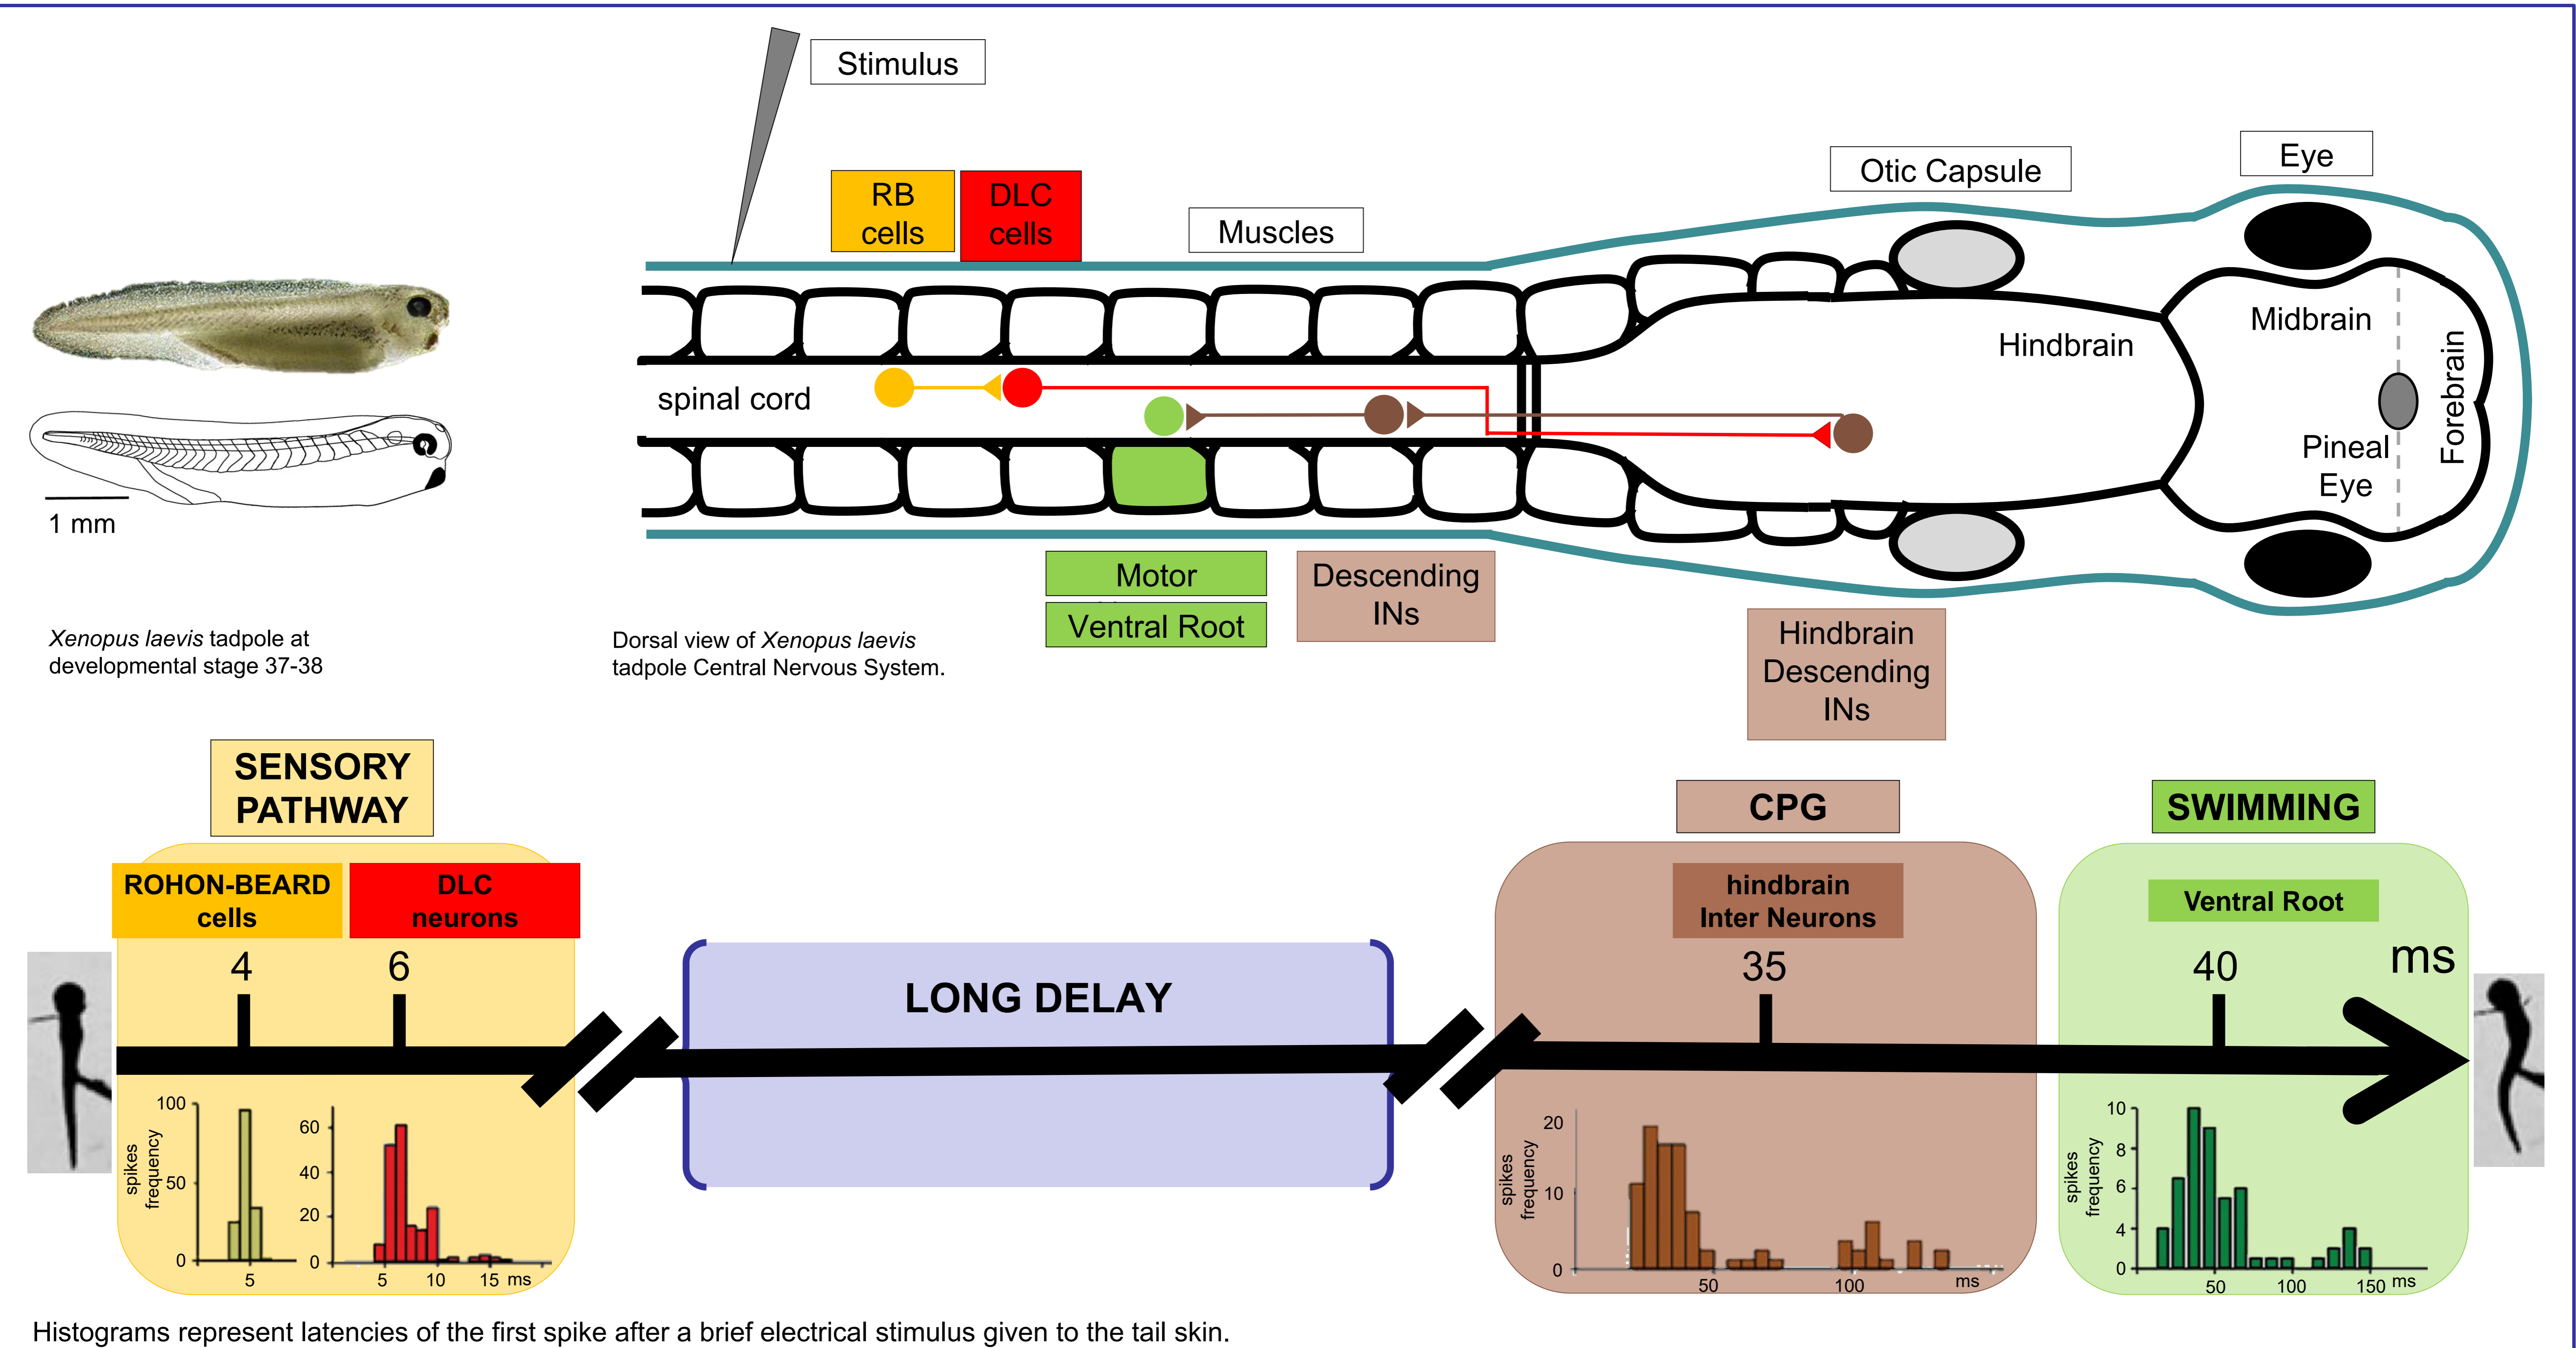 Stimulus
RB
cells
DLC
cells
Muscles
Otic Capsule
Eye
spinal cord
Hindbrain
Midbrain
Forebrain
Pineal
Eye
1 mm
Motor
Ventral Root
Descending
INs
Hindbrain
Descending
INs
Xenopus laevis tadpole at
developmental stage 37-38
Dorsal view of Xenopus laevis
tadpole Central Nervous System.
SENSORY
PATHWAY
ROHON-BEARD
cells
DLC
neurons
4
6
LONG DELAY
CPG
hindbrain
Inter Neurons
35
SWIMMING
Ventral Root
40
ms
spikes
frequency
100
50
0
5
60
40
20
0
5 10 15 ms
spikes
frequency
20
10
0
50 100 ms
spikes
frequency
10
8
6
4
0
50 100 150 ms
Histograms represent latencies of the first spike after a brief electrical stimulus given to the tail skin.